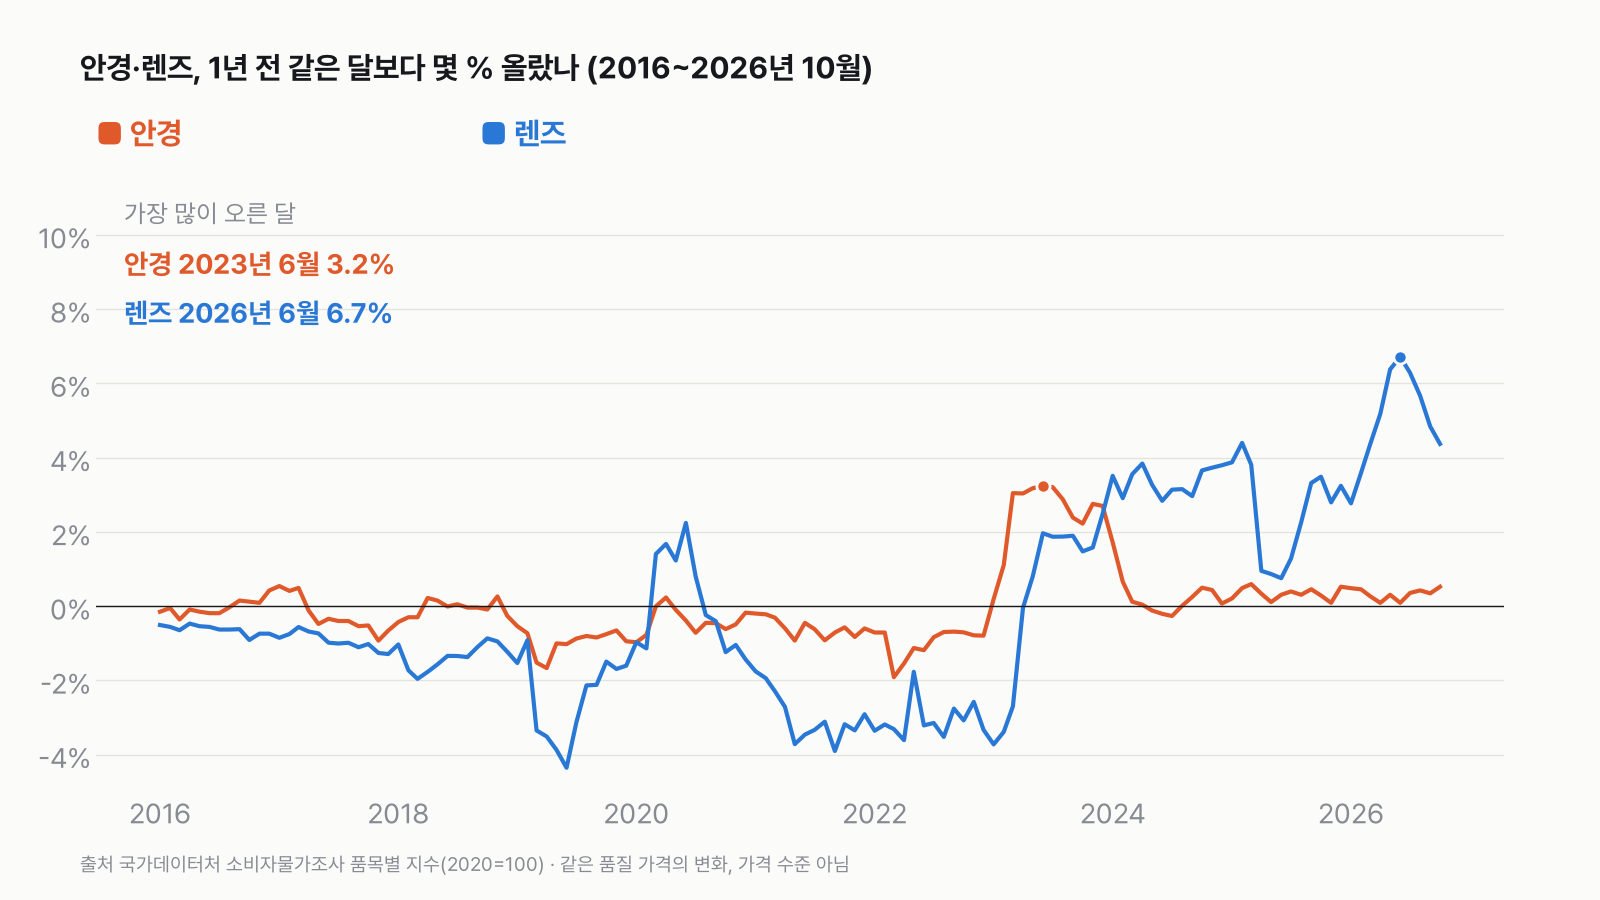 안경·렌즈, 1년 전 같은 달보다 몇 % 올랐나 (2016~2026년 10월)
안경
렌즈
가장 많이 오른 달
10%
안경 2023년 6월 3.2%
8%
렌즈 2026년 6월 6.7%
6%
4%
2%
0%
-2%
-4%
2016
2018
2020
2022
2024
2026
출처 국가데이터처 소비자물가조사 품목별 지수(2020=100) · 같은 품질 가격의 변화, 가격 수준 아님